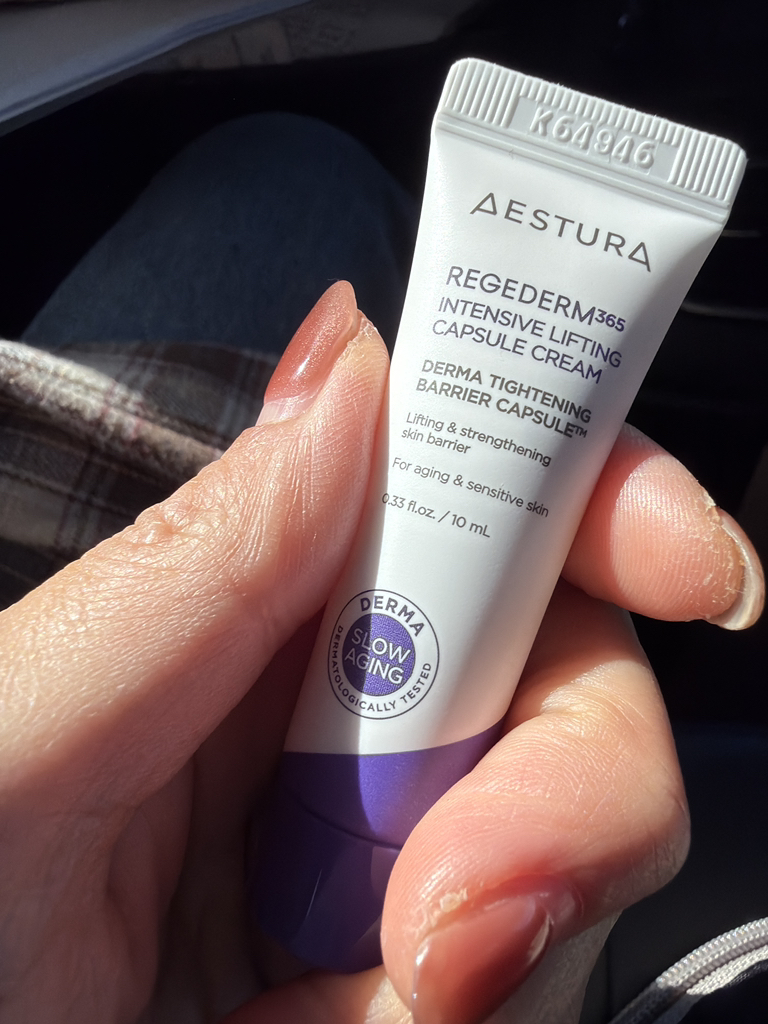 K64946
AESTURA
REGEDERM365
INTENSIVE LIFTING
CAPSULE CREAM
DERMA TIGHTENING
BARRIER CAPSULE™
Lifting & strengthening
skin barrier
For aging & sensitive skin
0.33 fl.oz. / 10 mL
DERMA
SLOW
AGING
DERMATOLOGICALLY TESTED